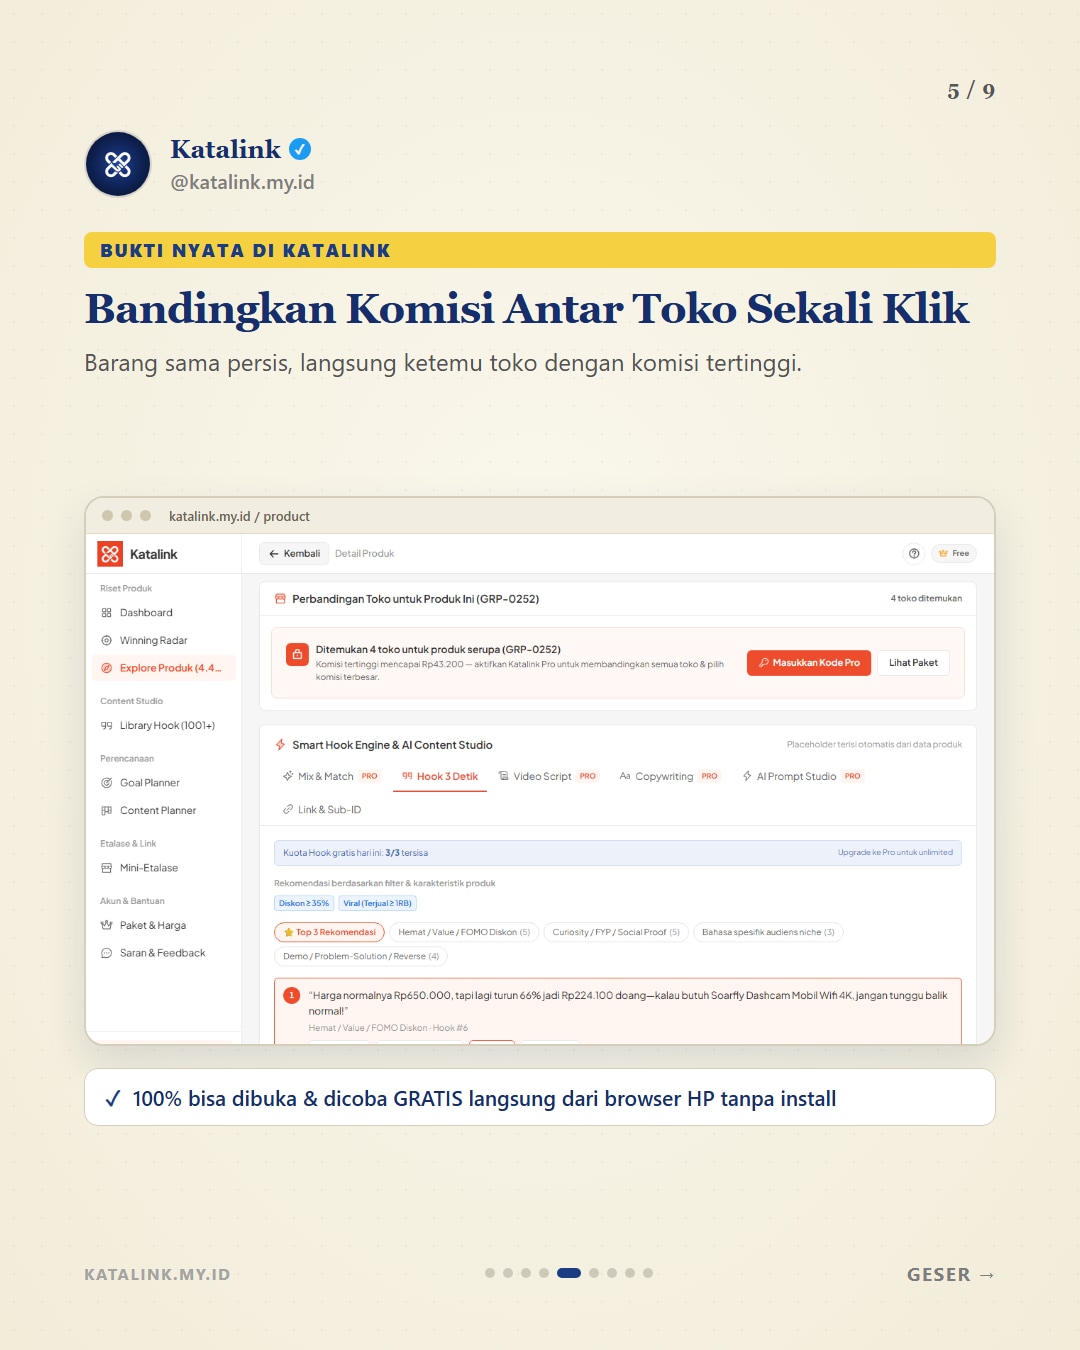 5 / 9
Katalink
@katalink.my.id
BUKTI NYATA DI KATALINK
Bandingkan Komisi Antar Toko Sekali Klik
Barang sama persis, langsung ketemu toko dengan komisi tertinggi.
katalink.my.id / product
Katalink
← Kembali
Detail Produk
Free
Riset Produk
Dashboard
Winning Radar
Explore Produk (4.4...
Content Studio
Library Hook (1001+)
Perencanaan
Goal Planner
Content Planner
Etalase & Link
Mini-Etalase
Akun & Bantuan
Paket & Harga
Saran & Feedback
Perbandingan Toko untuk Produk Ini (GRP-0252)
4 toko ditemukan
Ditemukan 4 toko untuk produk serupa (GRP-0252)
Komisi tertinggi mencapai Rp43.200 — aktifkan Katalink Pro untuk membandingkan semua toko & pilih
komisi terbesar.
Masukkan Kode Pro
Lihat Paket
Smart Hook Engine & AI Content Studio
Placeholder terisi otomatis dari data produk
Mix & Match PRO
Hook 3 Detik
Video Script PRO
Aa Copywriting PRO
AI Prompt Studio PRO
Link & Sub-ID
Kuota Hook gratis hari ini: 3/3 tersisa
Upgrade ke Pro untuk unlimited
Rekomendasi berdasarkan filter & karakteristik produk
Diskon ≥ 35%
Viral (Terjual ≥ 1RB)
Top 3 Rekomendasi
Hemat / Value / FOMO Diskon (5)
Curiosity / FYP / Social Proof (5)
Bahasa spesifik audiens niche (3)
Demo / Problem-Solution / Reverse (4)
1
"Harga normalnya Rp650.000, tapi lagi turun 66% jadi Rp224.100 doang—kalau butuh Soarfly Dashcam Mobil Wifi 4K, jangan tunggu balik
normal!"
Hemat / Value / FOMO Diskon · Hook #6
✓ 100% bisa dibuka & dicoba GRATIS langsung dari browser HP tanpa install
KATALINK.MY.ID
GESER →